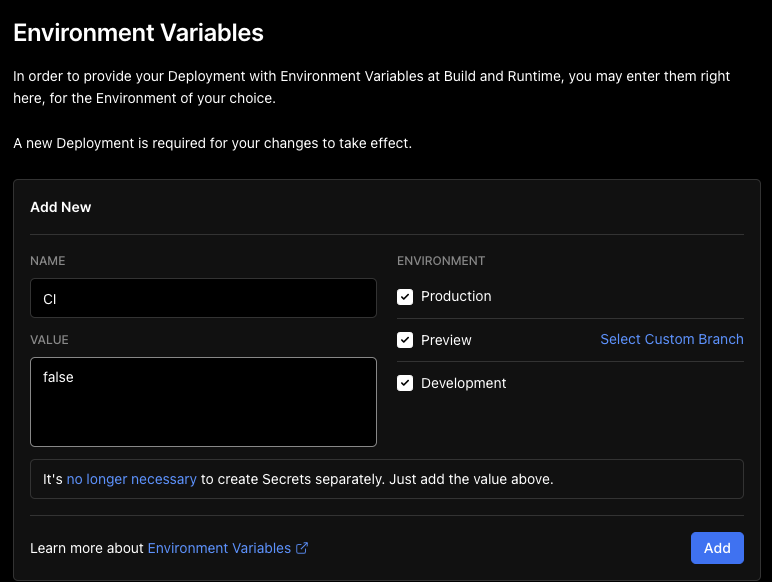 Environment Variables
In order to provide your Deployment with Environment Variables at Build and Runtime, you may enter them right
here, for the Environment of your choice.
A new Deployment is required for your changes to take effect.
Add New
NAME
CI
VALUE
false
ENVIRONMENT
Production
Preview
Select Custom Branch
Development
It's no longer necessary to create Secrets separately. Just add the value above.
Learn more about Environment Variables
Add